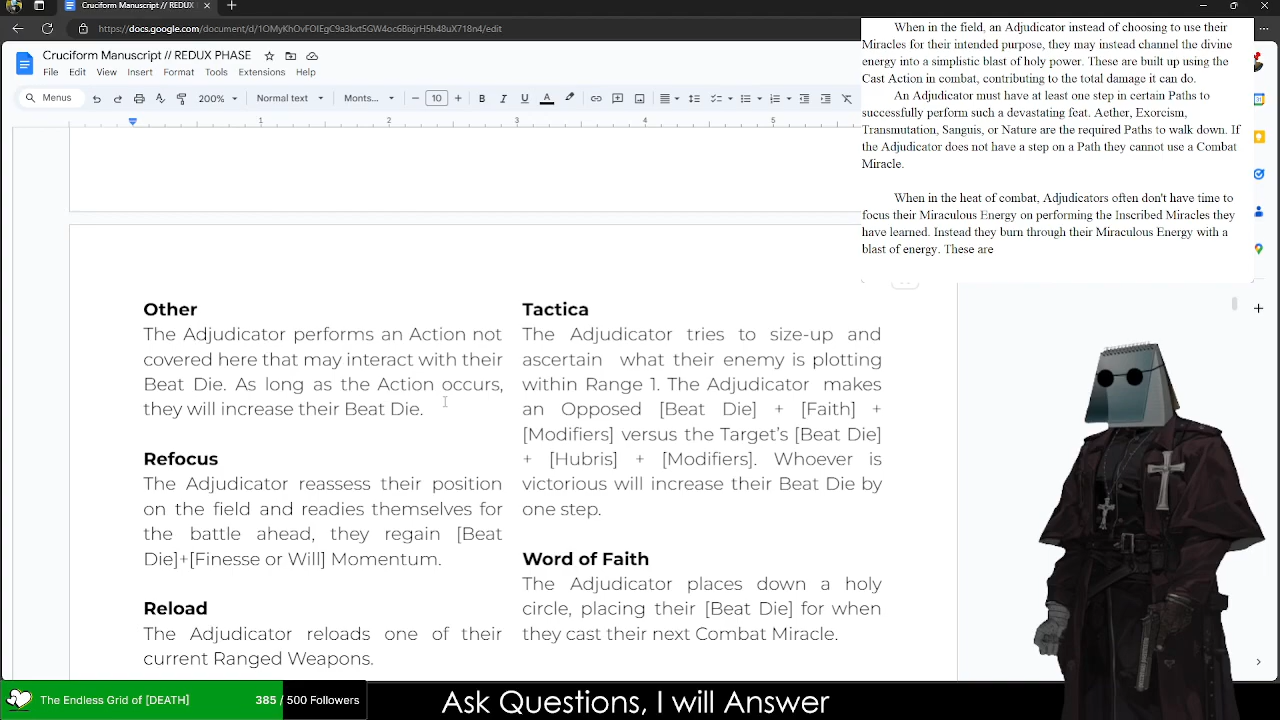 Cruciform Manuscript // REDUX
https://docs.google.com/document/d/1OMyKhOvFOlEgC9a3kxt5GW4oc6BixjrH5h48uX718n4/edit
Cruciform Manuscript // REDUX PHASE
File Edit View Insert Format Tools Extensions Help
Menus 200% Normal text Monts... 10 B I U A
1 2 3 4 5
When in the field, an Adjudicator instead of choosing to use their
Miracles for their intended purpose, they may instead channel the divine
energy into a simplistic blast of holy power. These are built up using the
Cast Action in combat, contributing to the total damage it can do.
An Adjudicator must have at least one step in certain Paths to
successfully perform such a devastating feat. Aether, Exorcism,
Transmutation, Sanguis, or Nature are the required Paths to walk down. If
the Adjudicator does not have a step on a Path they cannot use a Combat
Miracle.
When in the heat of combat, Adjudicators often don't have time to
focus their Miraculous Energy on performing the Inscribed Miracles they
have learned. Instead they burn through their Miraculous Energy with a
blast of energy. These are
Other
The Adjudicator performs an Action not
covered here that may interact with their
Beat Die. As long as the Action occurs,
they will increase their Beat Die.
Refocus
The Adjudicator reassess their position
on the field and readies themselves for
the battle ahead, they regain [Beat
Die]+[Finesse or Will] Momentum.
Reload
The Adjudicator reloads one of their
current Ranged Weapons.
Tactica
The Adjudicator tries to size-up and
ascertain what their enemy is plotting
within Range 1. The Adjudicator makes
an Opposed [Beat Die] + [Faith] +
[Modifiers] versus the Target's [Beat Die]
+ [Hubris] + [Modifiers]. Whoever is
victorious will increase their Beat Die by
one step.
Word of Faith
The Adjudicator places down a holy
circle, placing their [Beat Die] for when
they cast their next Combat Miracle.
The Endless Grid of [DEATH] 385 / 500 Followers
Ask Questions, I will Answer